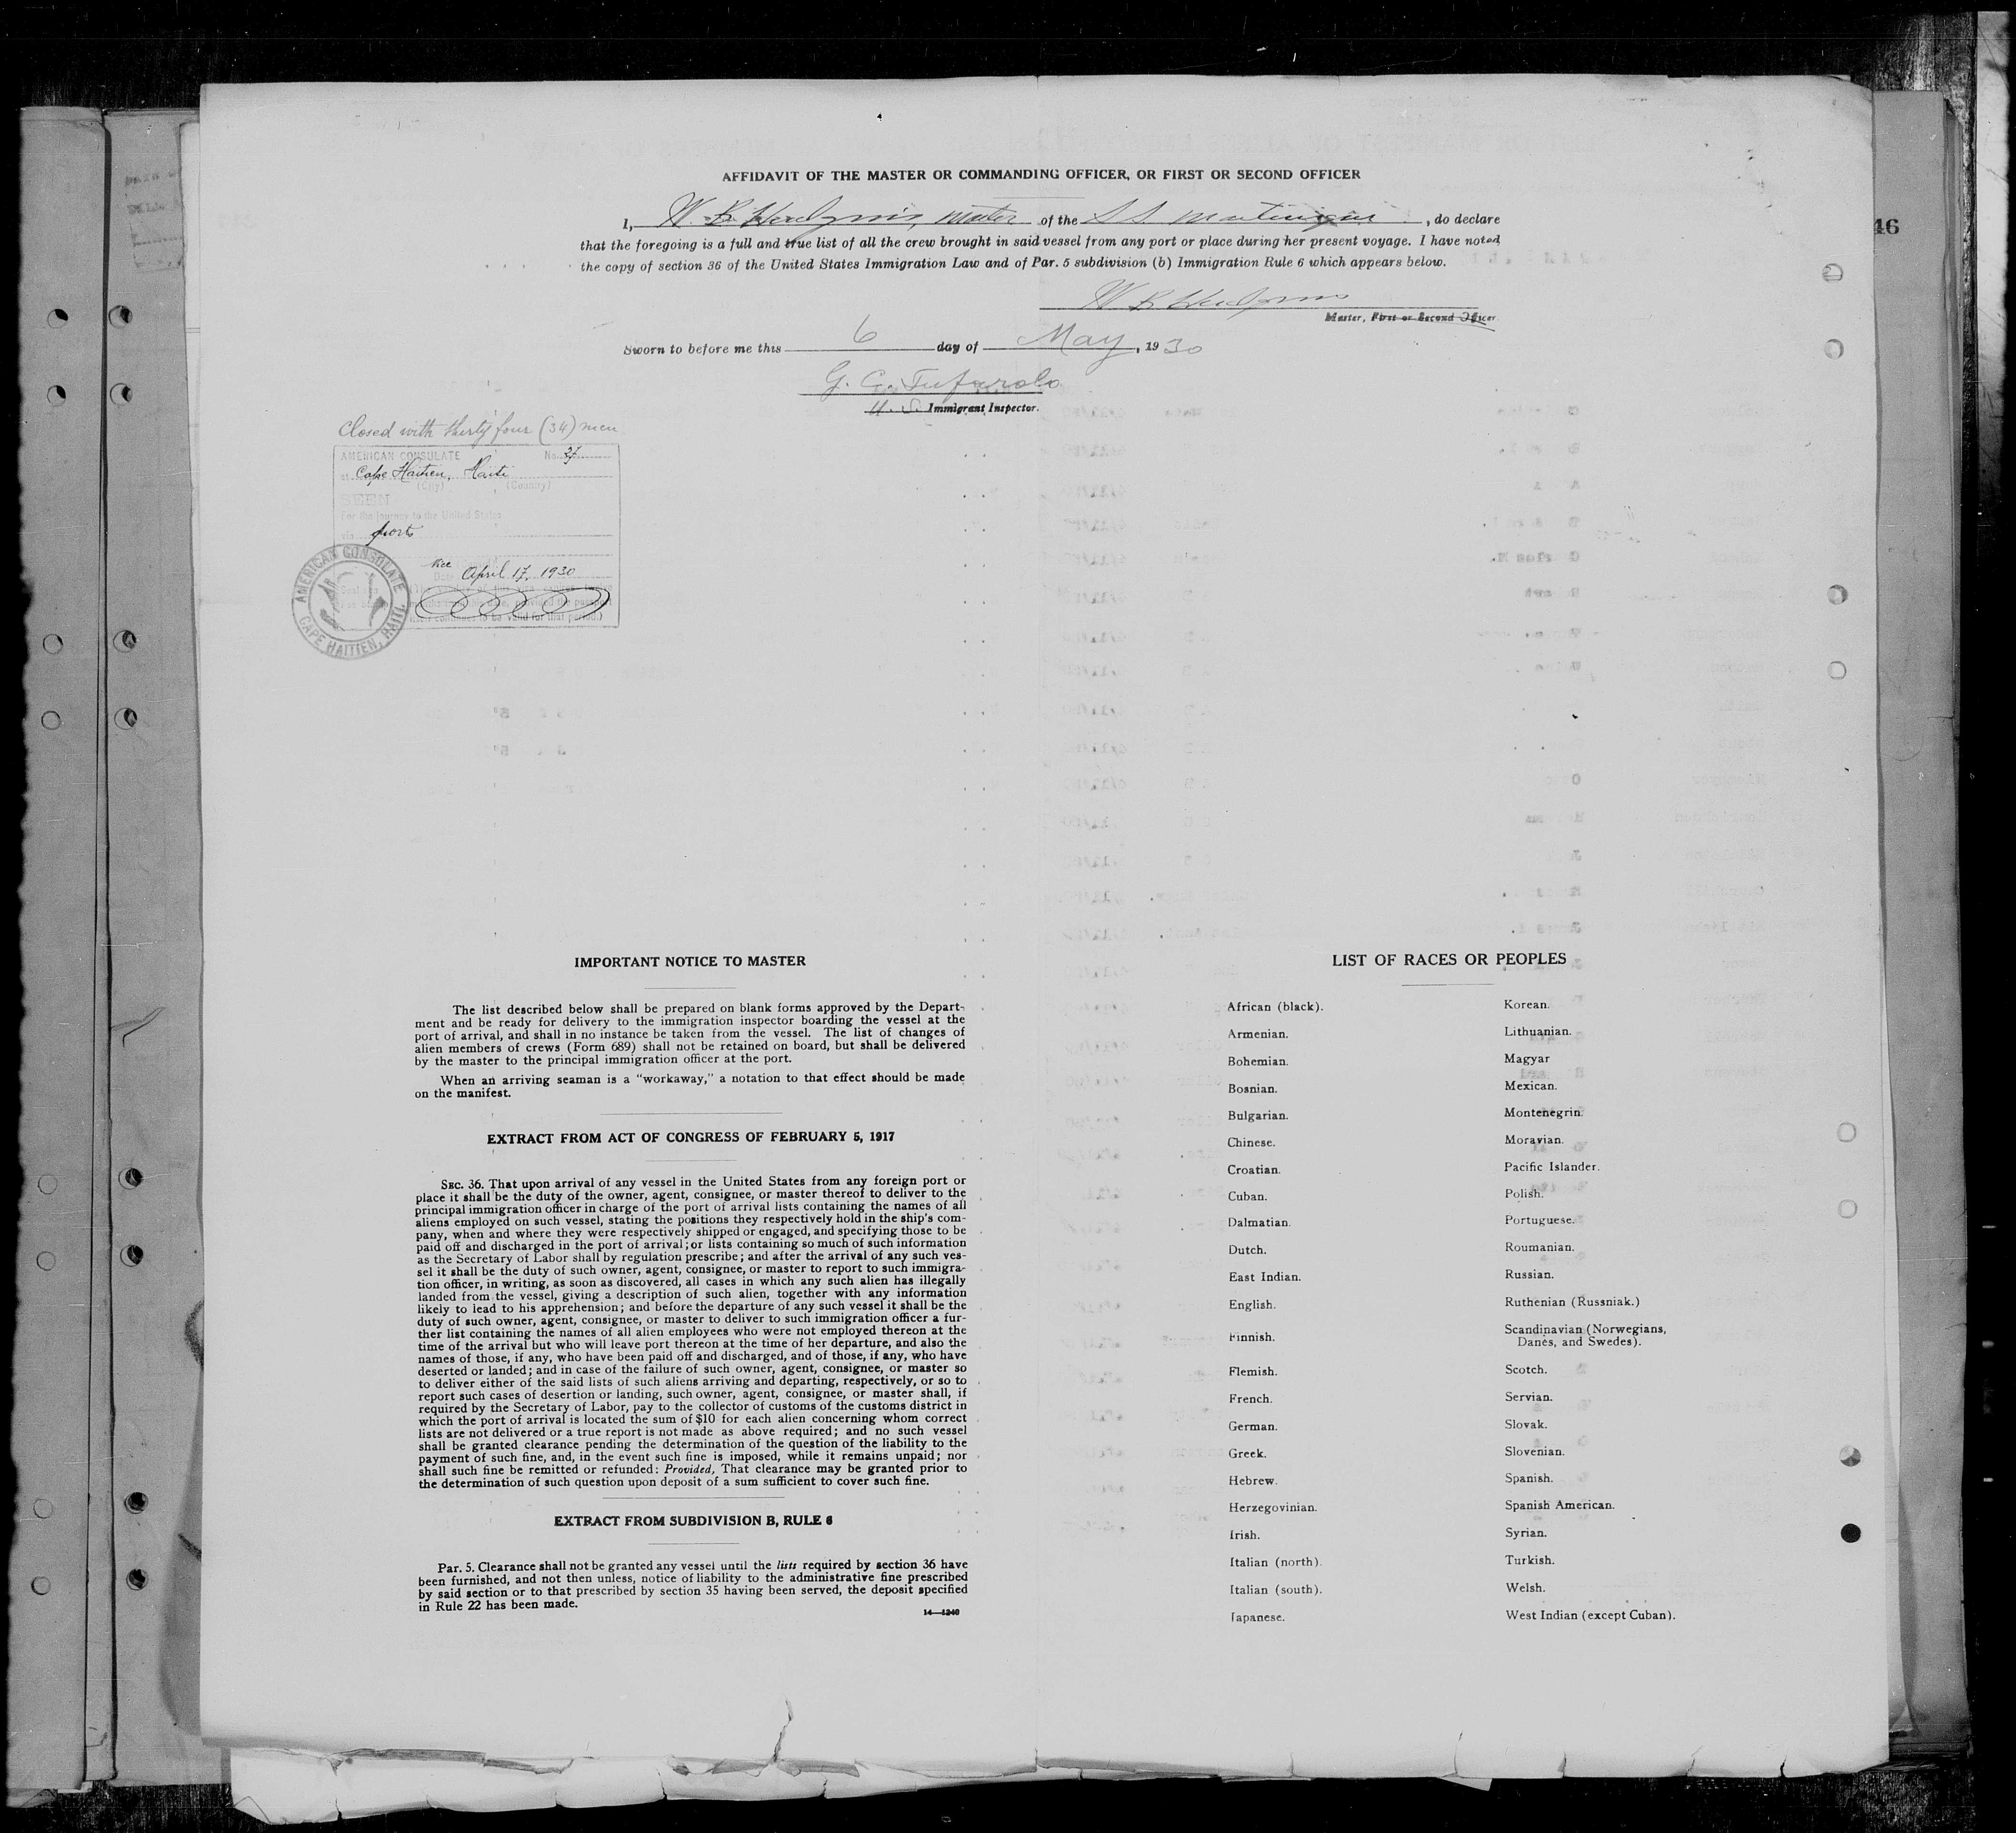 AFFIDAVIT OF THE MASTER OR COMMANDING OFFICER, OR FIRST OR SECOND OFFICER
I, W. B. Hudgins, master of the S S Martinique, do declare
that the foregoing is a full and true list of all the crew brought in said vessel from any port or place during her present voyage. I have noted
the copy of section 36 of the United States Immigration Law and of Par. 5 subdivision (b) Immigration Rule 6 which appears below.
W. B. Hudgins
Master, First or Second Officer.
Sworn to before me this 6 day of May, 1930
G. C. Tufarolo
U. S. Immigrant Inspector.
46
Closed with thirty four (34) men
AMERICAN CONSULATE No. 27
at Cape Haitien, Haiti
(City) (Country)
SEEN
For the journey to the United States
via ports
Vice
Date April 17, 1930
continues to be valid for that period.)
AMERICAN CONSULATE
CAPE HAITIEN, HAITI.
IMPORTANT NOTICE TO MASTER
The list described below shall be prepared on blank forms approved by the Depart-
ment and be ready for delivery to the immigration inspector boarding the vessel at the
port of arrival, and shall in no instance be taken from the vessel. The list of changes of
alien members of crews (Form 689) shall not be retained on board, but shall be delivered
by the master to the principal immigration officer at the port.
When an arriving seaman is a "workaway," a notation to that effect should be made
on the manifest.
EXTRACT FROM ACT OF CONGRESS OF FEBRUARY 5, 1917
SEC. 36. That upon arrival of any vessel in the United States from any foreign port or
place it shall be the duty of the owner, agent, consignee, or master thereof to deliver to the
principal immigration officer in charge of the port of arrival lists containing the names of all
aliens employed on such vessel, stating the positions they respectively hold in the ship's com-
pany, when and where they were respectively shipped or engaged, and specifying those to be
paid off and discharged in the port of arrival; or lists containing so much of such information
as the Secretary of Labor shall by regulation prescribe; and after the arrival of any such ves-
sel it shall be the duty of such owner, agent, consignee, or master to report to such immigra-
tion officer, in writing, as soon as discovered, all cases in which any such alien has illegally
landed from the vessel, giving a description of such alien, together with any information
likely to lead to his apprehension; and before the departure of any such vessel it shall be the
duty of such owner, agent, consignee, or master to deliver to such immigration officer a fur-
ther list containing the names of all alien employees who were not employed thereon at the
time of the arrival but who will leave port thereon at the time of her departure, and also the
names of those, if any, who have been paid off and discharged, and of those, if any, who have
deserted or landed; and in case of the failure of such owner, agent, consignee, or master so
to deliver either of the said lists of such aliens arriving and departing, respectively, or so to
report such cases of desertion or landing, such owner, agent, consignee, or master shall, if
required by the Secretary of Labor, pay to the collector of customs of the customs district in
which the port of arrival is located the sum of $10 for each alien concerning whom correct
lists are not delivered or a true report is not made as above required; and no such vessel
shall be granted clearance pending the determination of the question of the liability to the
payment of such fine, and, in the event such fine is imposed, while it remains unpaid; nor
shall such fine be remitted or refunded: Provided, That clearance may be granted prior to
the determination of such question upon deposit of a sum sufficient to cover such fine.
EXTRACT FROM SUBDIVISION B, RULE 6
Par. 5. Clearance shall not be granted any vessel until the lists required by section 36 have
been furnished, and not then unless, notice of liability to the administrative fine prescribed
by said section or to that prescribed by section 35 having been served, the deposit specified
in Rule 22 has been made.
14—1240
LIST OF RACES OR PEOPLES
African (black).
Armenian.
Bohemian.
Bosnian.
Bulgarian.
Chinese.
Croatian.
Cuban.
Dalmatian.
Dutch.
East Indian.
English.
Finnish.
Flemish.
French.
German.
Greek.
Hebrew.
Herzegovinian.
Irish.
Italian (north).
Italian (south).
Japanese.
Korean.
Lithuanian.
Magyar
Mexican.
Montenegrin.
Moravian.
Pacific Islander.
Polish.
Portuguese.
Roumanian.
Russian.
Ruthenian (Russniak.)
Scandinavian (Norwegians,
Danes, and Swedes).
Scotch.
Servian.
Slovak.
Slovenian.
Spanish.
Spanish American.
Syrian.
Turkish.
Welsh.
West Indian (except Cuban).